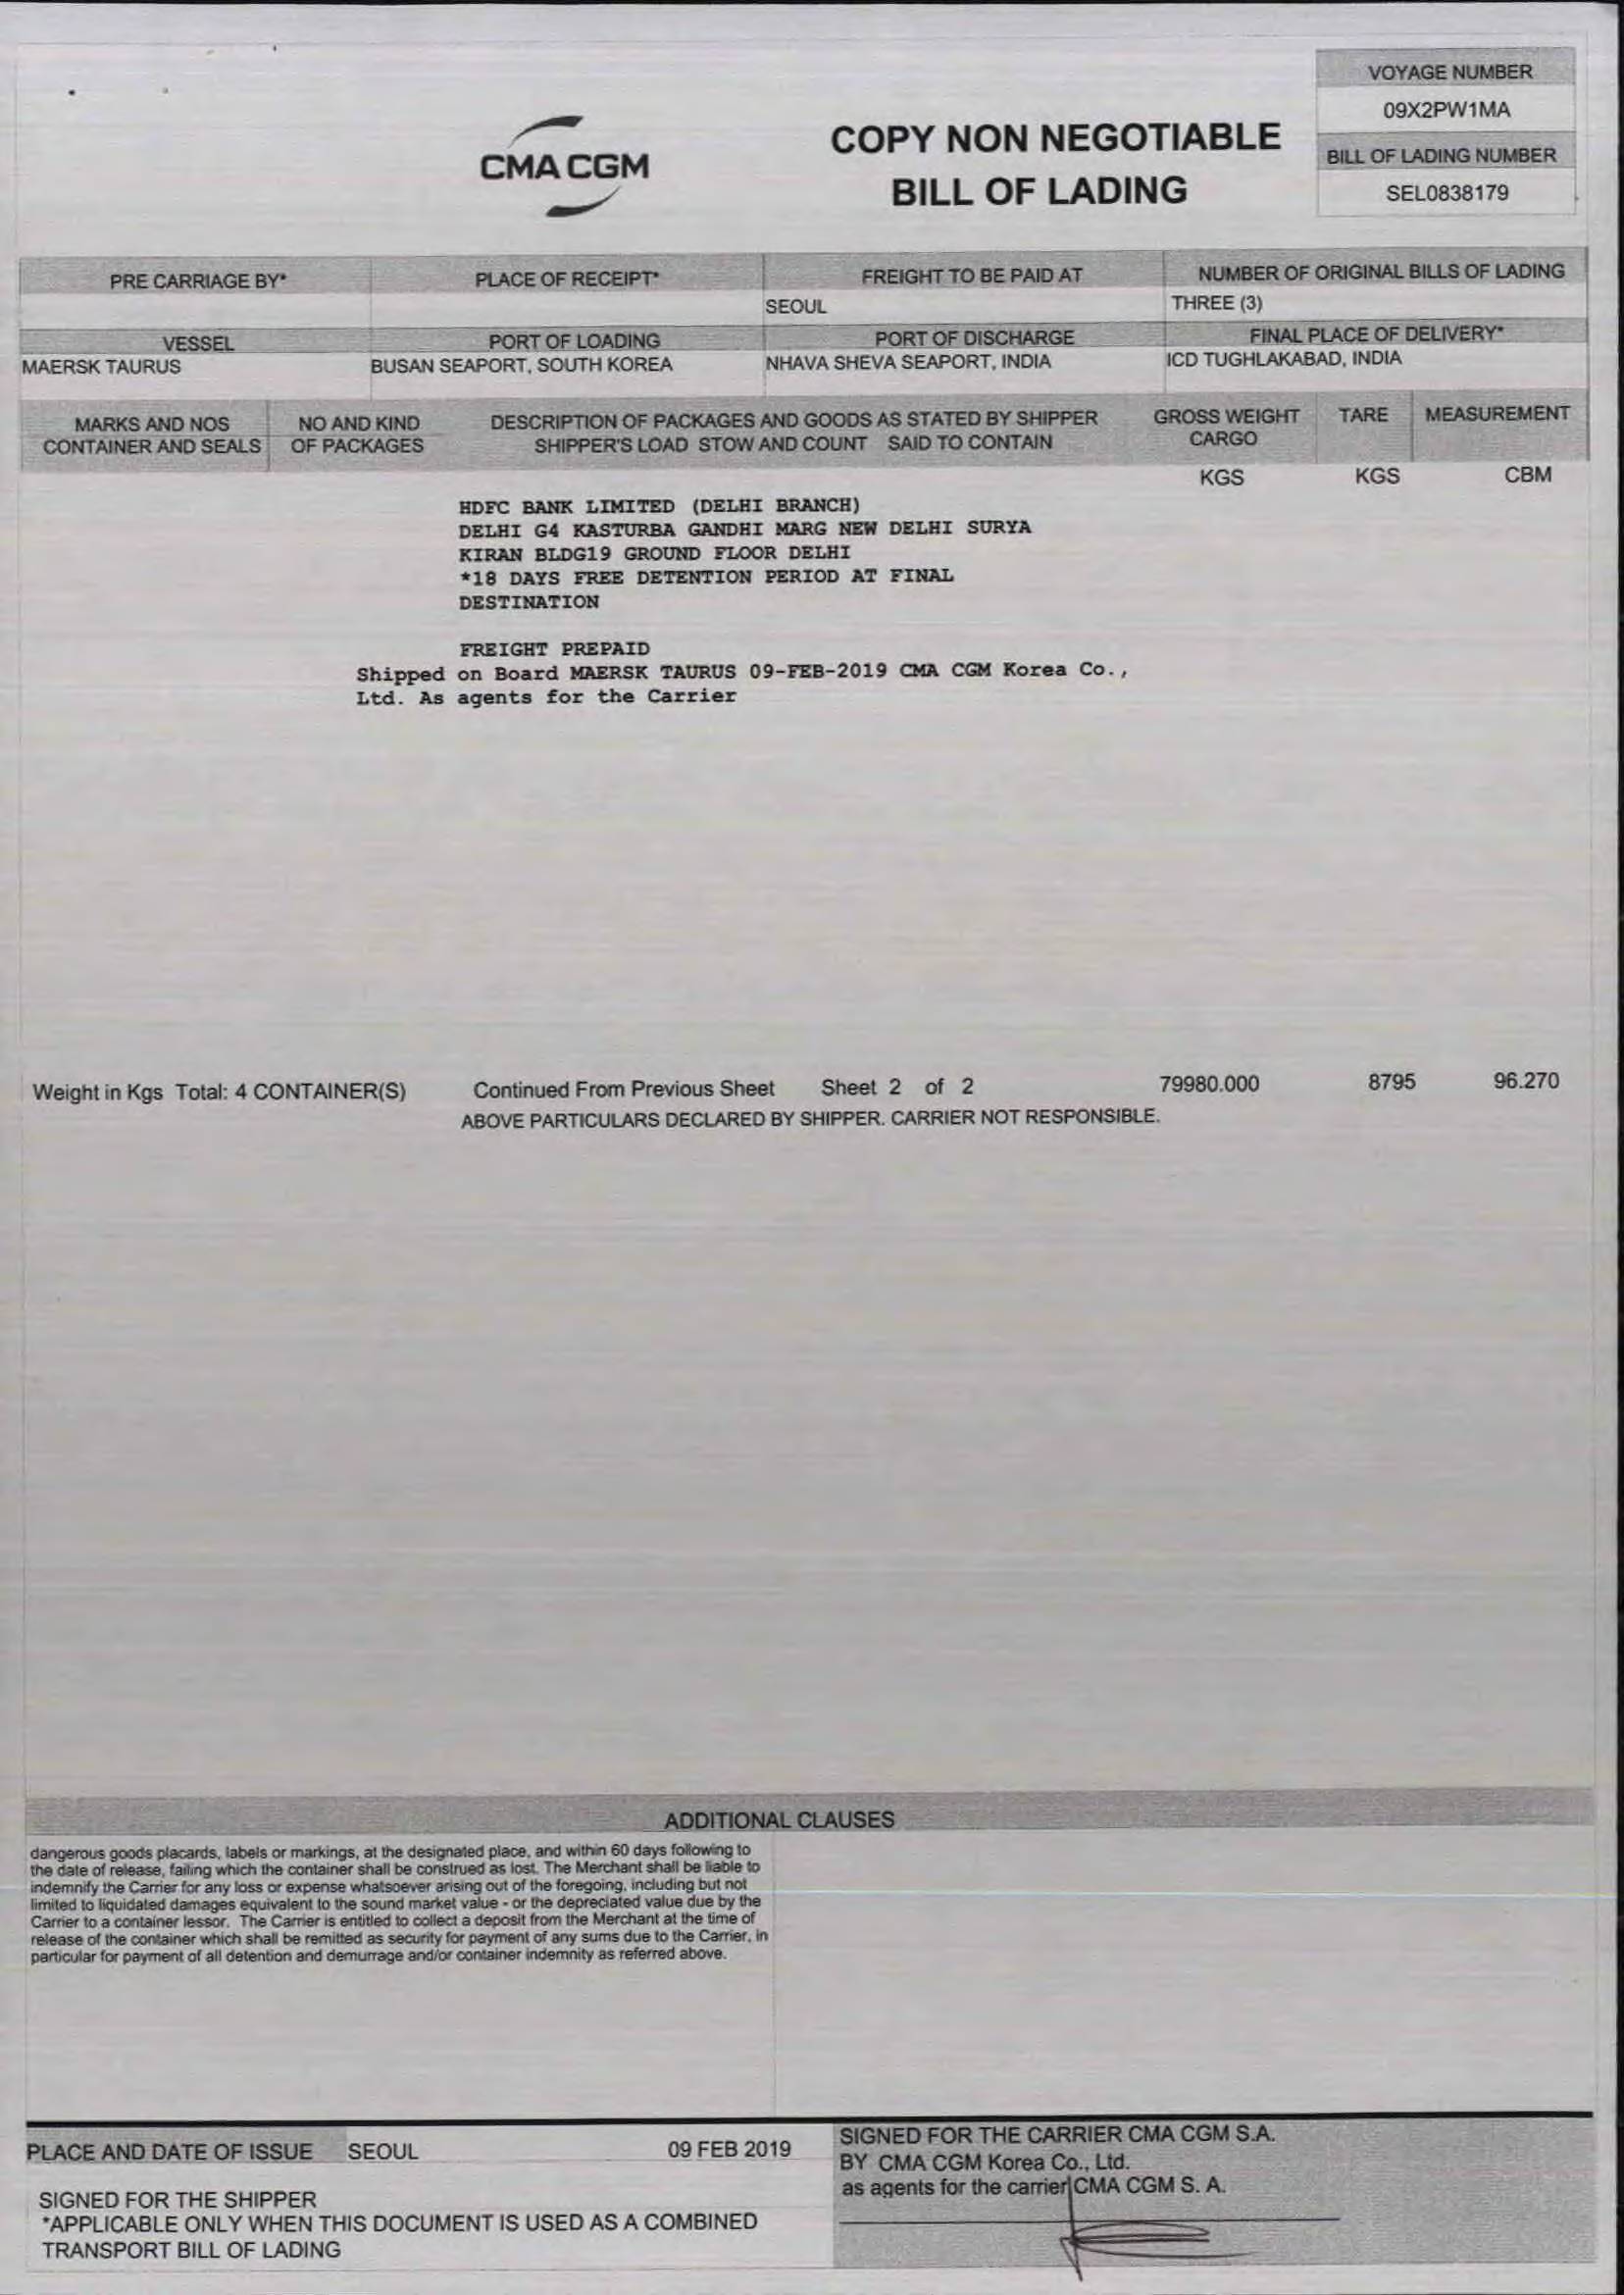 VOYAGE NUMBER
09X2PW1MA
CMA CGM
COPY NON NEGOTIABLE
BILL OF LADING
BILL OF LADING NUMBER
SEL0838179
PRE CARRIAGE BY* PLACE OF RECEIPT* FREIGHT TO BE PAID AT NUMBER OF ORIGINAL BILLS OF LADING
SEOUL THREE (3)
VESSEL PORT OF LOADING PORT OF DISCHARGE FINAL PLACE OF DELIVERY*
MAERSK TAURUS BUSAN SEAPORT, SOUTH KOREA NHAVA SHEVA SEAPORT, INDIA ICD TUGHLAKABAD, INDIA
MARKS AND NOS NO AND KIND DESCRIPTION OF PACKAGES AND GOODS AS STATED BY SHIPPER GROSS WEIGHT TARE MEASUREMENT
CONTAINER AND SEALS OF PACKAGES SHIPPER'S LOAD STOW AND COUNT SAID TO CONTAIN CARGO
KGS KGS CBM
HDFC BANK LIMITED (DELHI BRANCH)
DELHI G4 KASTURBA GANDHI MARG NEW DELHI SURYA
KIRAN BLDG19 GROUND FLOOR DELHI
*18 DAYS FREE DETENTION PERIOD AT FINAL
DESTINATION
FREIGHT PREPAID
Shipped on Board MAERSK TAURUS 09-FEB-2019 CMA CGM Korea Co.,
Ltd. As agents for the Carrier
Weight in Kgs Total: 4 CONTAINER(S) Continued From Previous Sheet Sheet 2 of 2 79980.000 8795 96.270
ABOVE PARTICULARS DECLARED BY SHIPPER. CARRIER NOT RESPONSIBLE.
ADDITIONAL CLAUSES
dangerous goods placards, labels or markings, at the designated place, and within 60 days following to
the date of release, failing which the container shall be construed as lost. The Merchant shall be liable to
indemnify the Carrier for any loss or expense whatsoever arising out of the foregoing, including but not
limited to liquidated damages equivalent to the sound market value - or the depreciated value due by the
Carrier to a container lessor. The Carrier is entitled to collect a deposit from the Merchant at the time of
release of the container which shall be remitted as security for payment of any sums due to the Carrier, in
particular for payment of all detention and demurrage and/or container indemnity as referred above.
PLACE AND DATE OF ISSUE SEOUL 09 FEB 2019
SIGNED FOR THE CARRIER CMA CGM S.A.
BY CMA CGM Korea Co., Ltd.
as agents for the carrier CMA CGM S. A.
SIGNED FOR THE SHIPPER
*APPLICABLE ONLY WHEN THIS DOCUMENT IS USED AS A COMBINED
TRANSPORT BILL OF LADING